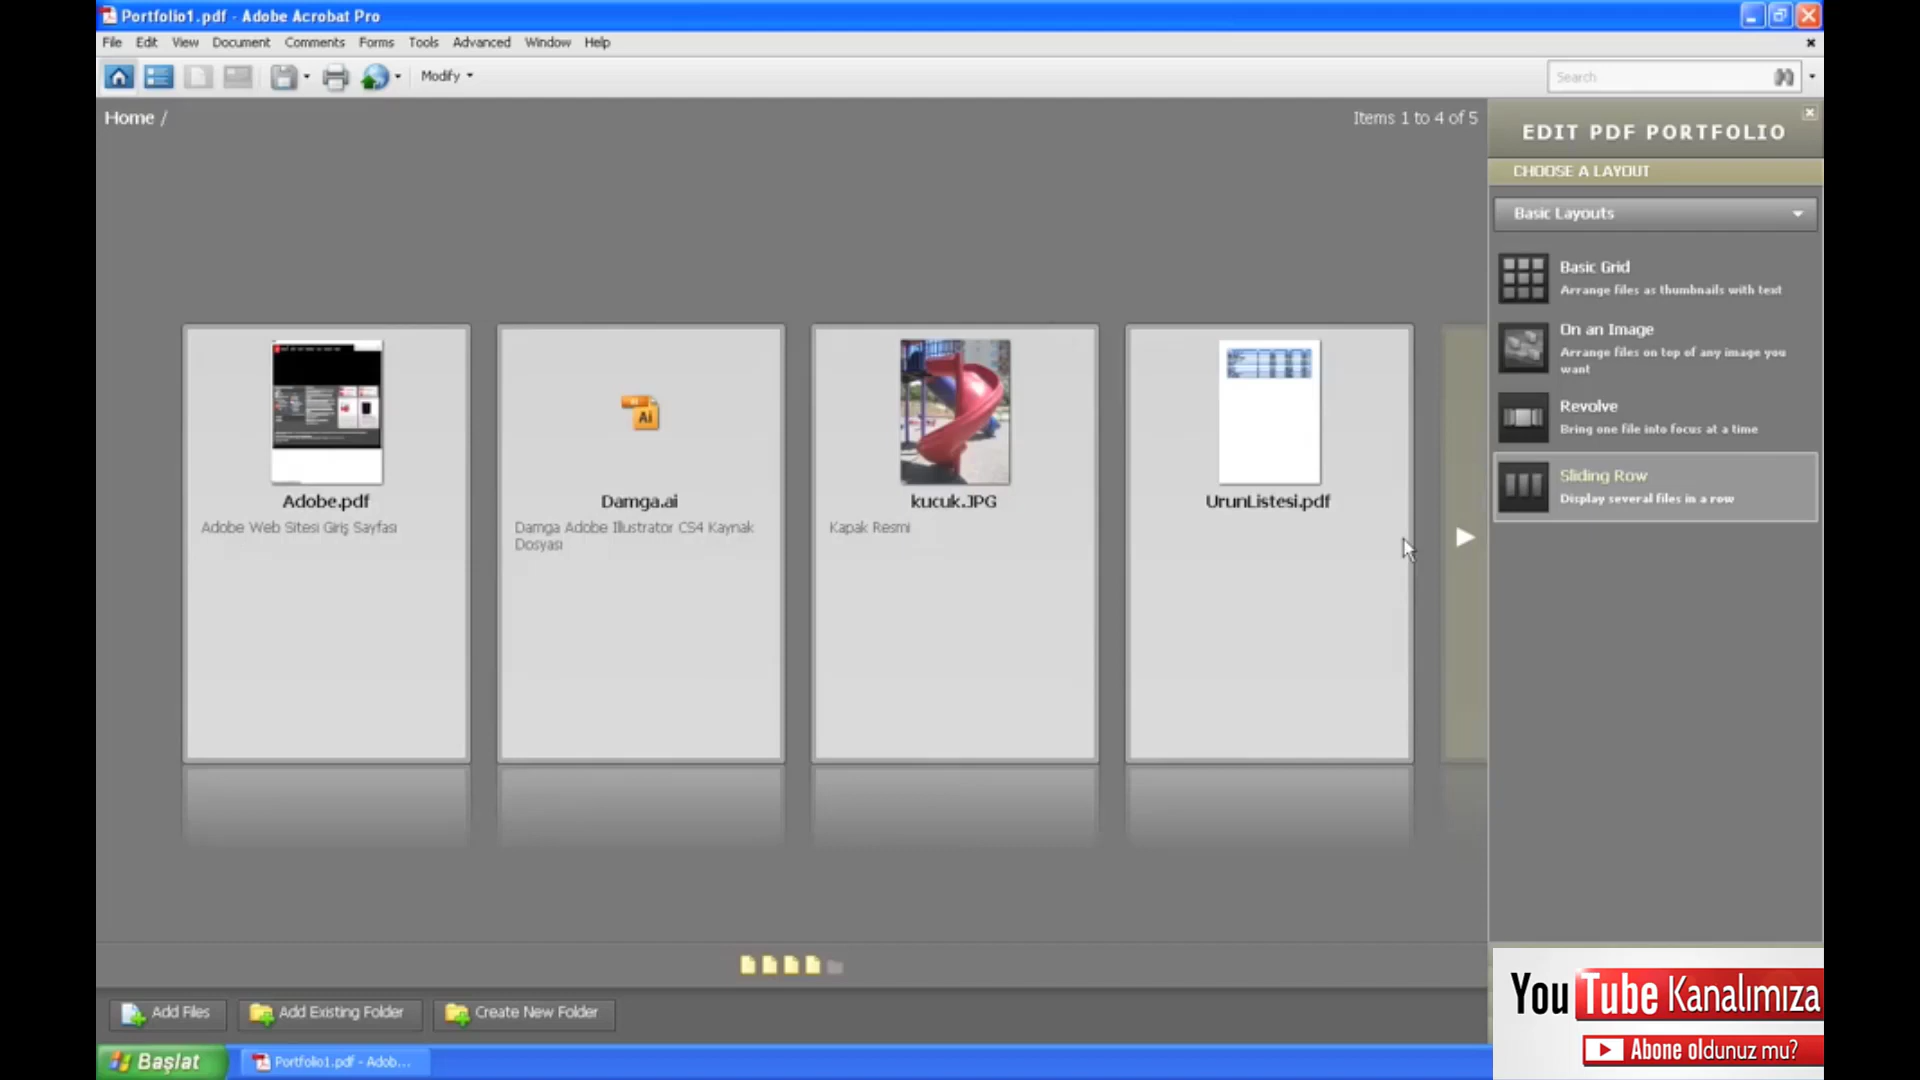 Portfolio1.pdf - Adobe Acrobat Pro
File Edit View Document Comments Forms Tools Advanced Window Help
Modify
Search
Home /
Items 1 to 4 of 5
EDIT PDF PORTFOLIO
CHOOSE A LAYOUT
Basic Layouts
Basic Grid
Arrange files as thumbnails with text
On an Image
Arrange files on top of any image you
want
Revolve
Bring one file into focus at a time
Sliding Row
Display several files in a row
Ai
Adobe.pdf
Adobe Web Sitesi Giriş Sayfası
Damga.ai
Damga Adobe Illustrator CS4 Kaynak
Dosyası
kucuk.JPG
Kapak Resmi
UrunListesi.pdf
Add Files
Add Existing Folder
Create New Folder
Başlat
Portfolio1.pdf - Adob...
YouTube Kanalımıza
Abone oldunuz mu?